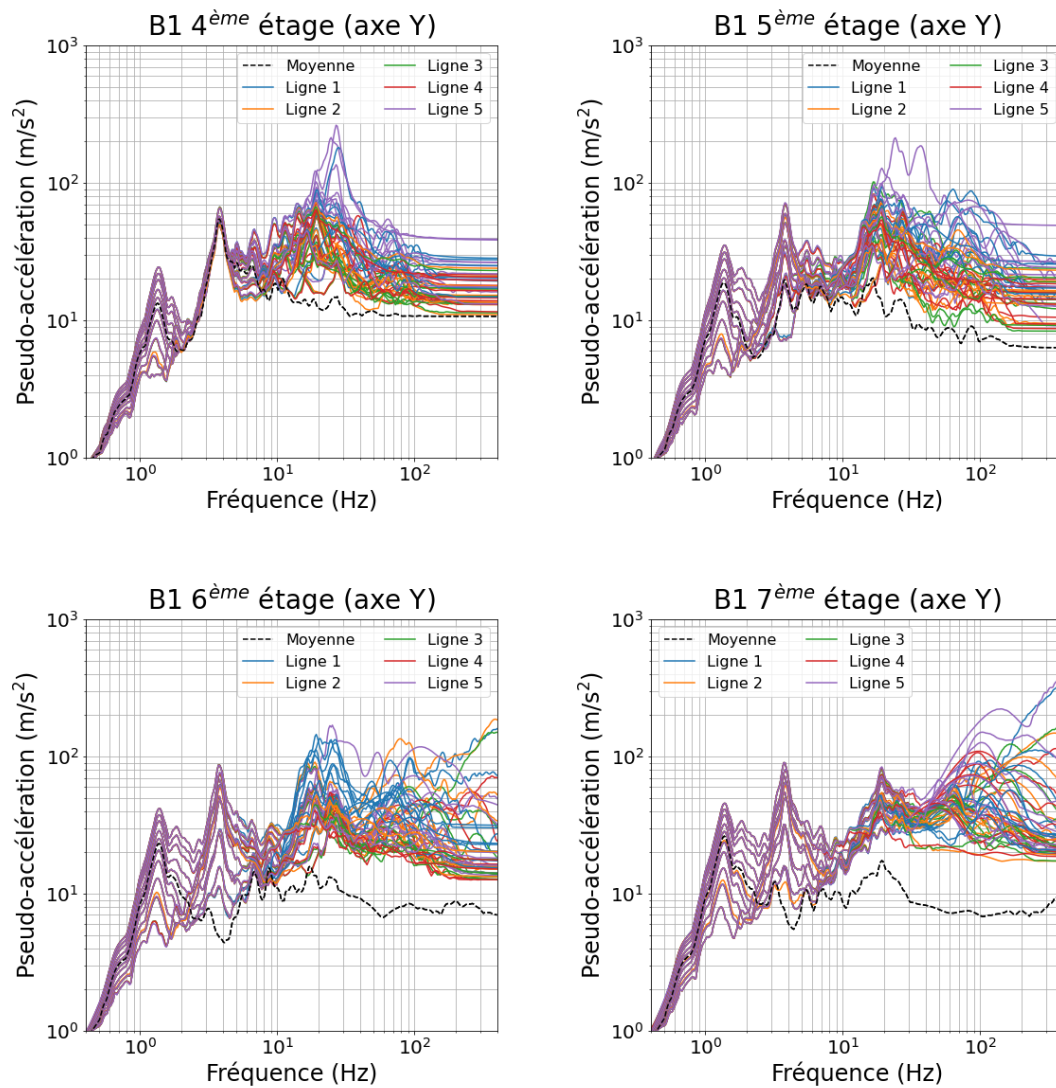 B1 4ème étage (axe Y)
10³
10²
10¹
10⁰
Pseudo-accélération (m/s²)
Moyenne
Ligne 1
Ligne 2
Ligne 3
Ligne 4
Ligne 5
10⁰
10¹
10²
Fréquence (Hz)
B1 5ème étage (axe Y)
10³
10²
10¹
10⁰
Pseudo-accélération (m/s²)
Moyenne
Ligne 1
Ligne 2
Ligne 3
Ligne 4
Ligne 5
10⁰
10¹
10²
Fréquence (Hz)
B1 6ème étage (axe Y)
10³
10²
10¹
10⁰
Pseudo-accélération (m/s²)
Moyenne
Ligne 1
Ligne 2
Ligne 3
Ligne 4
Ligne 5
10⁰
10¹
10²
Fréquence (Hz)
B1 7ème étage (axe Y)
10³
10²
10¹
10⁰
Pseudo-accélération (m/s²)
Moyenne
Ligne 1
Ligne 2
Ligne 3
Ligne 4
Ligne 5
10⁰
10¹
10²
Fréquence (Hz)